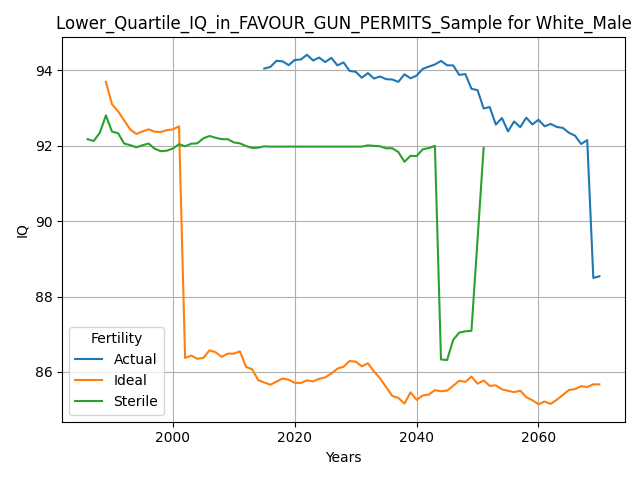 Lower_Quartile_IQ_in_FAVOUR_GUN_PERMITS_Sample for White_Male
94
92
90
88
86
IQ
Fertility
Actual
Ideal
Sterile
2000
2020
2040
2060
Years